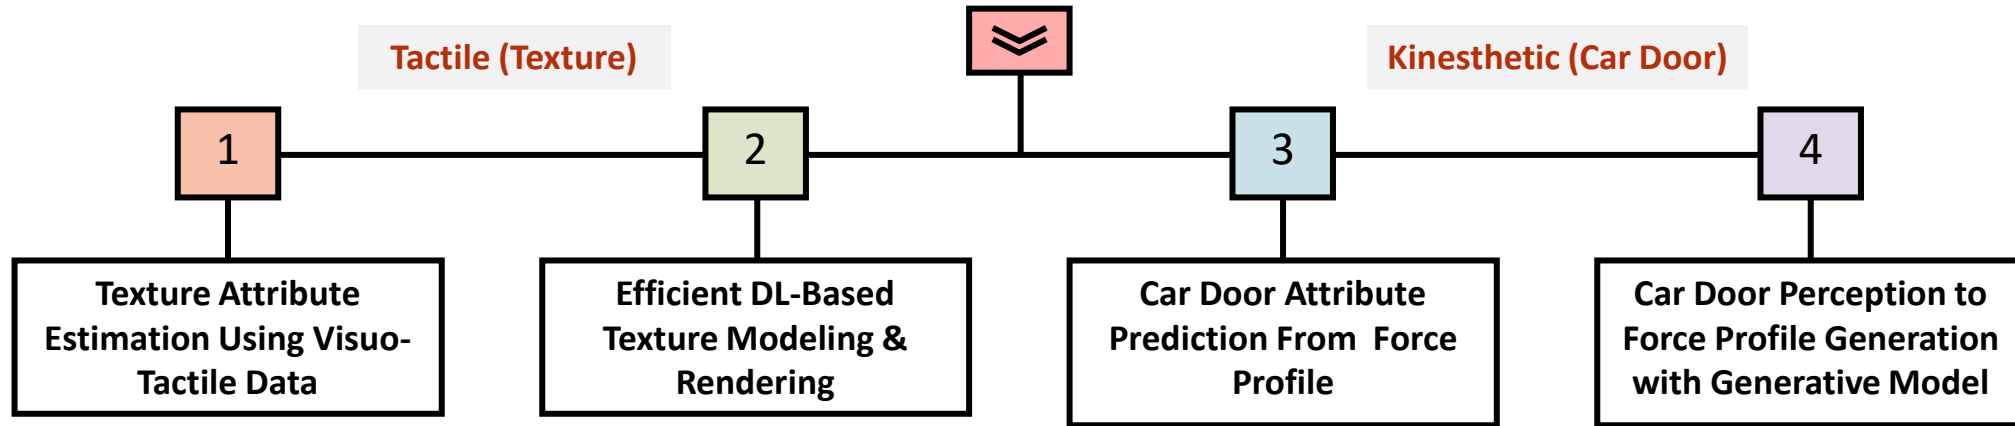 Tactile (Texture)
Kinesthetic (Car Door)
1
2
3
4
Texture Attribute
Estimation Using Visuo-
Tactile Data
Efficient DL-Based
Texture Modeling &
Rendering
Car Door Attribute
Prediction From  Force
Profile
Car Door Perception to
Force Profile Generation
with Generative Model